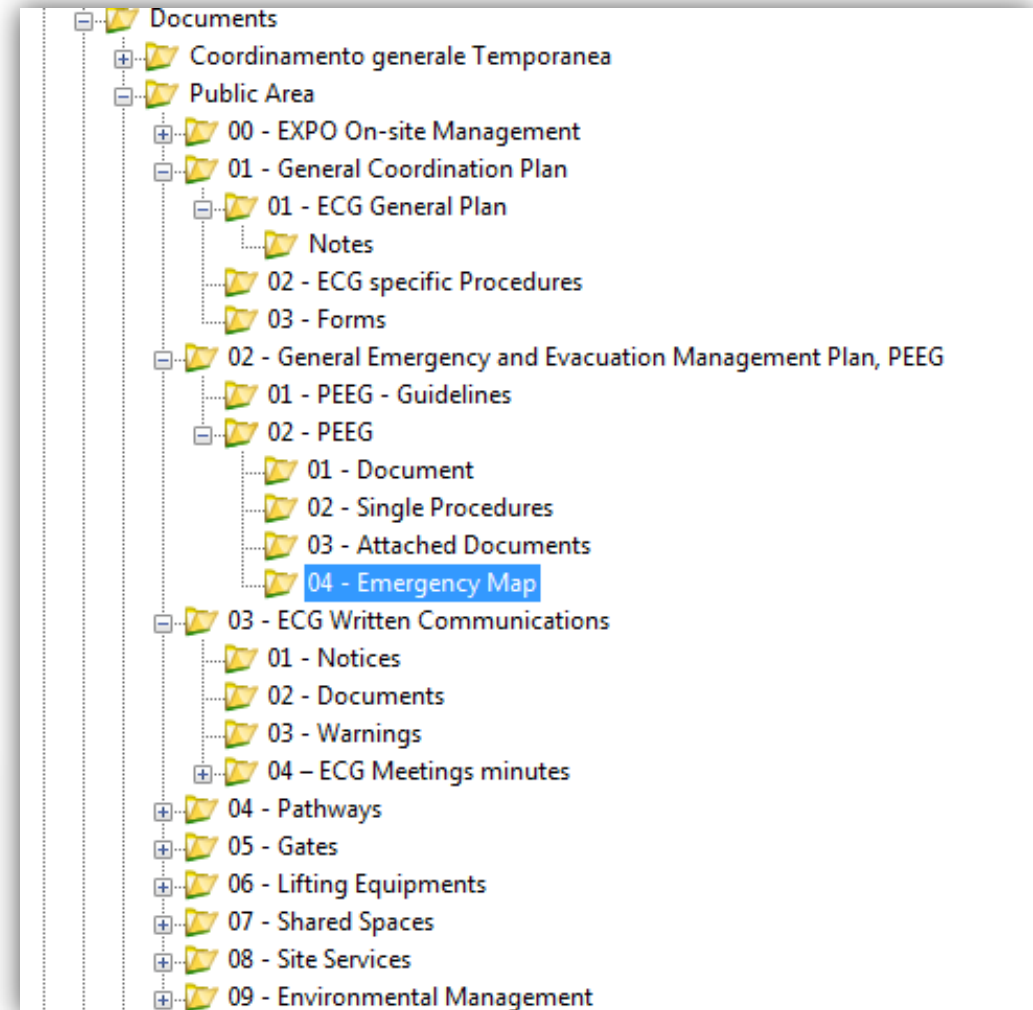 Documents
Coordinamento generale Temporanea
Public Area
00 - EXPO On-site Management
01 - General Coordination Plan
01 - ECG General Plan
Notes
02 - ECG specific Procedures
03 - Forms
02 - General Emergency and Evacuation Management Plan, PEEG
01 - PEEG - Guidelines
02 - PEEG
01 - Document
02 - Single Procedures
03 - Attached Documents
04 - Emergency Map
03 - ECG Written Communications
01 - Notices
02 - Documents
03 - Warnings
04 – ECG Meetings minutes
04 - Pathways
05 - Gates
06 - Lifting Equipments
07 - Shared Spaces
08 - Site Services
09 - Environmental Management